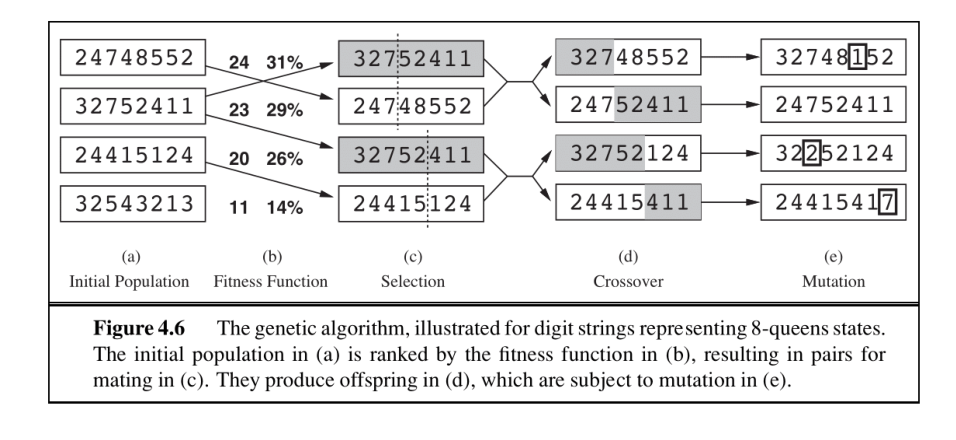 24748552 24 31% 32752411 32748552 32748152
32752411 23 29% 24748552 24752411 24752411
24415124 20 26% 32752411 32752124 32252124
32543213 11 14% 24415124 24415411 24415417
(a) (b) (c) (d) (e)
Initial Population Fitness Function Selection Crossover Mutation
Figure 4.6 The genetic algorithm, illustrated for digit strings representing 8-queens states.
The initial population in (a) is ranked by the fitness function in (b), resulting in pairs for
mating in (c). They produce offspring in (d), which are subject to mutation in (e).